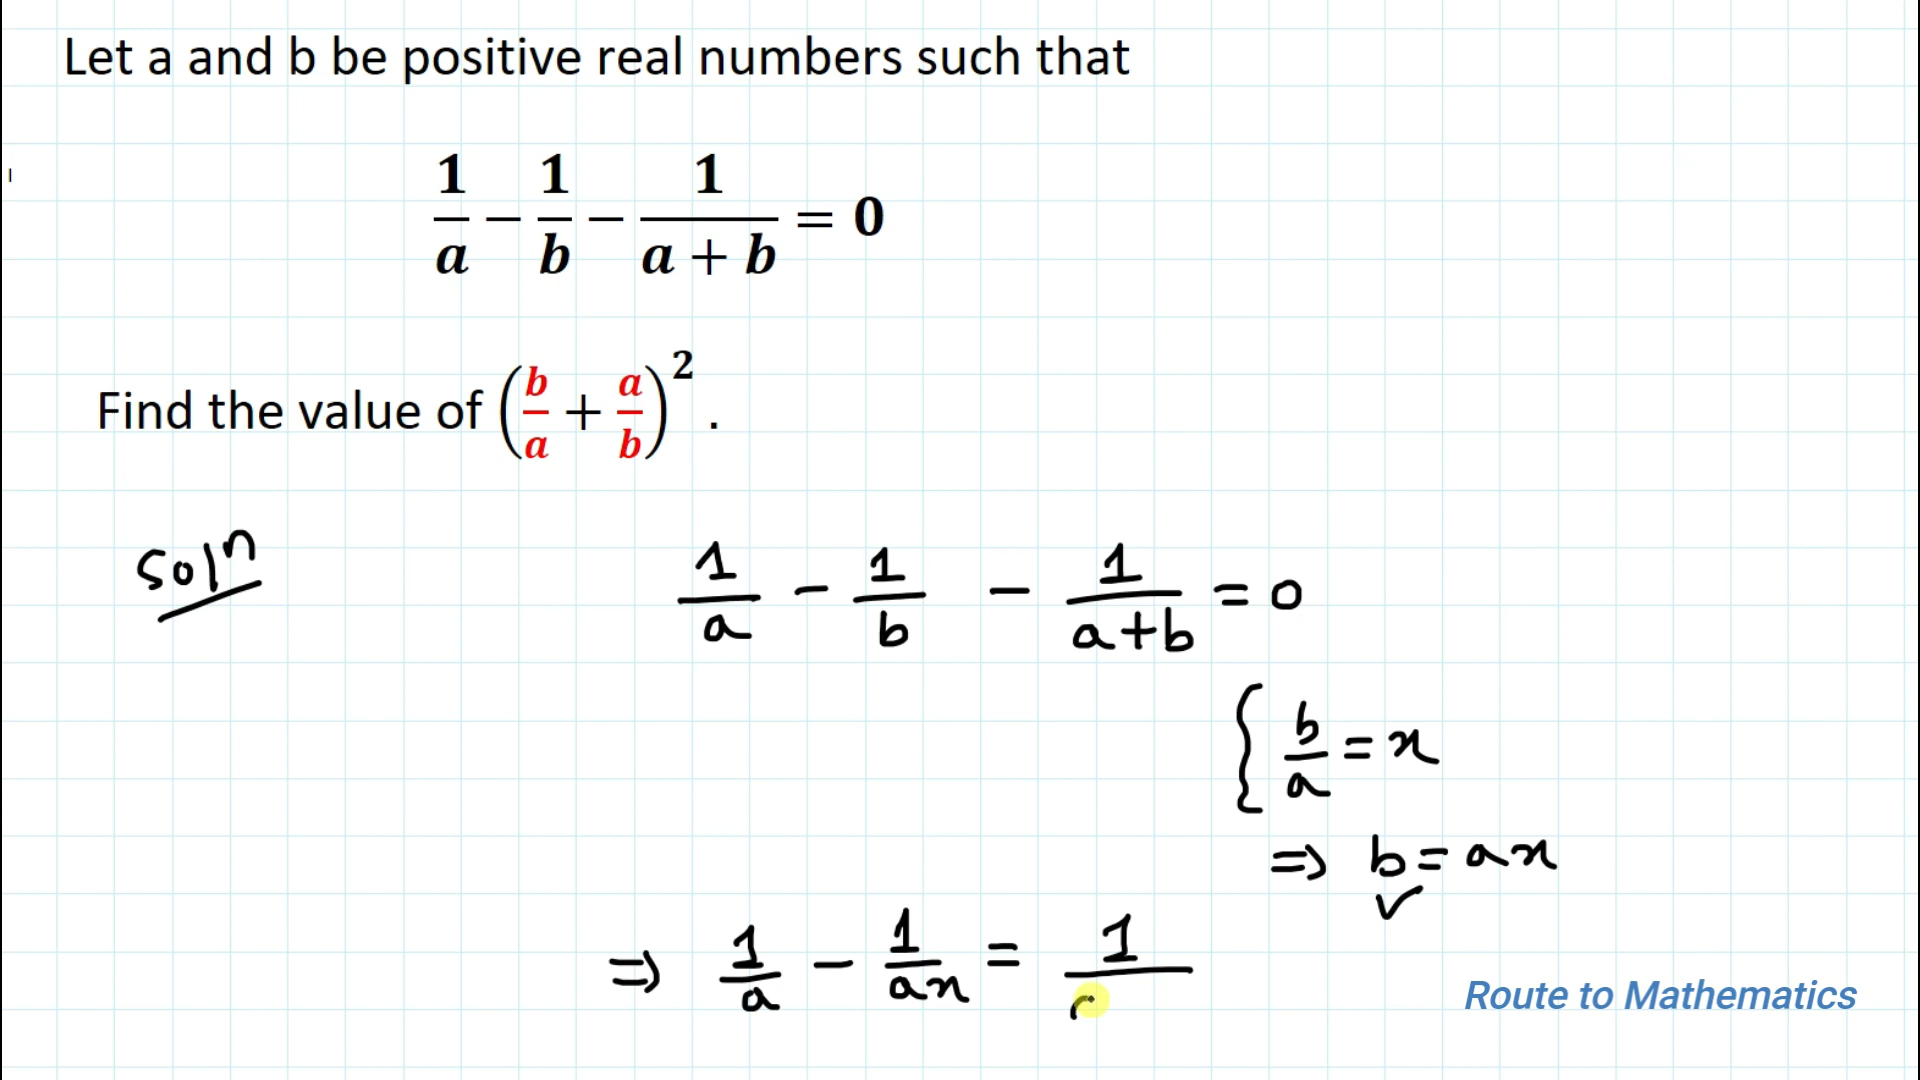 Let a and b be positive real numbers such that
1/a − 1/b − 1/(a + b) = 0
Find the value of (b/a + a/b)² .
Soln
1/a − 1/b − 1/(a+b) = 0
{ b/a = x
⇒ b = ax
✓
⇒ 1/a − 1/ax = 1/
Route to Mathematics